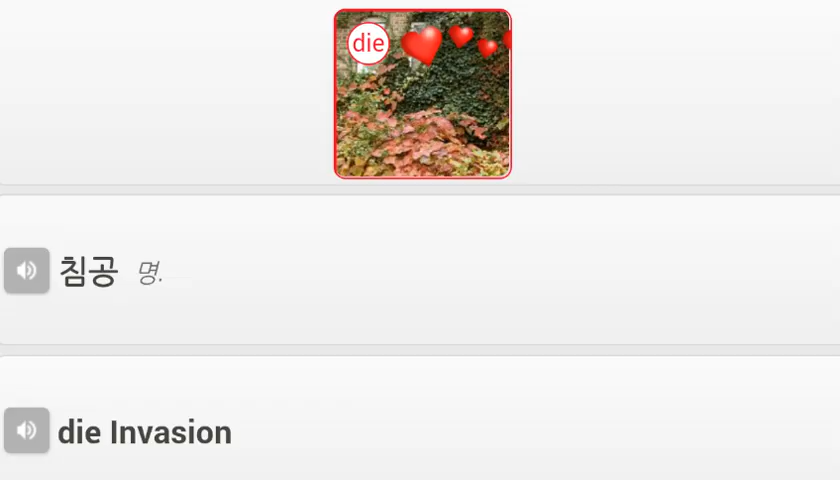 die
침공 명.
die Invasion